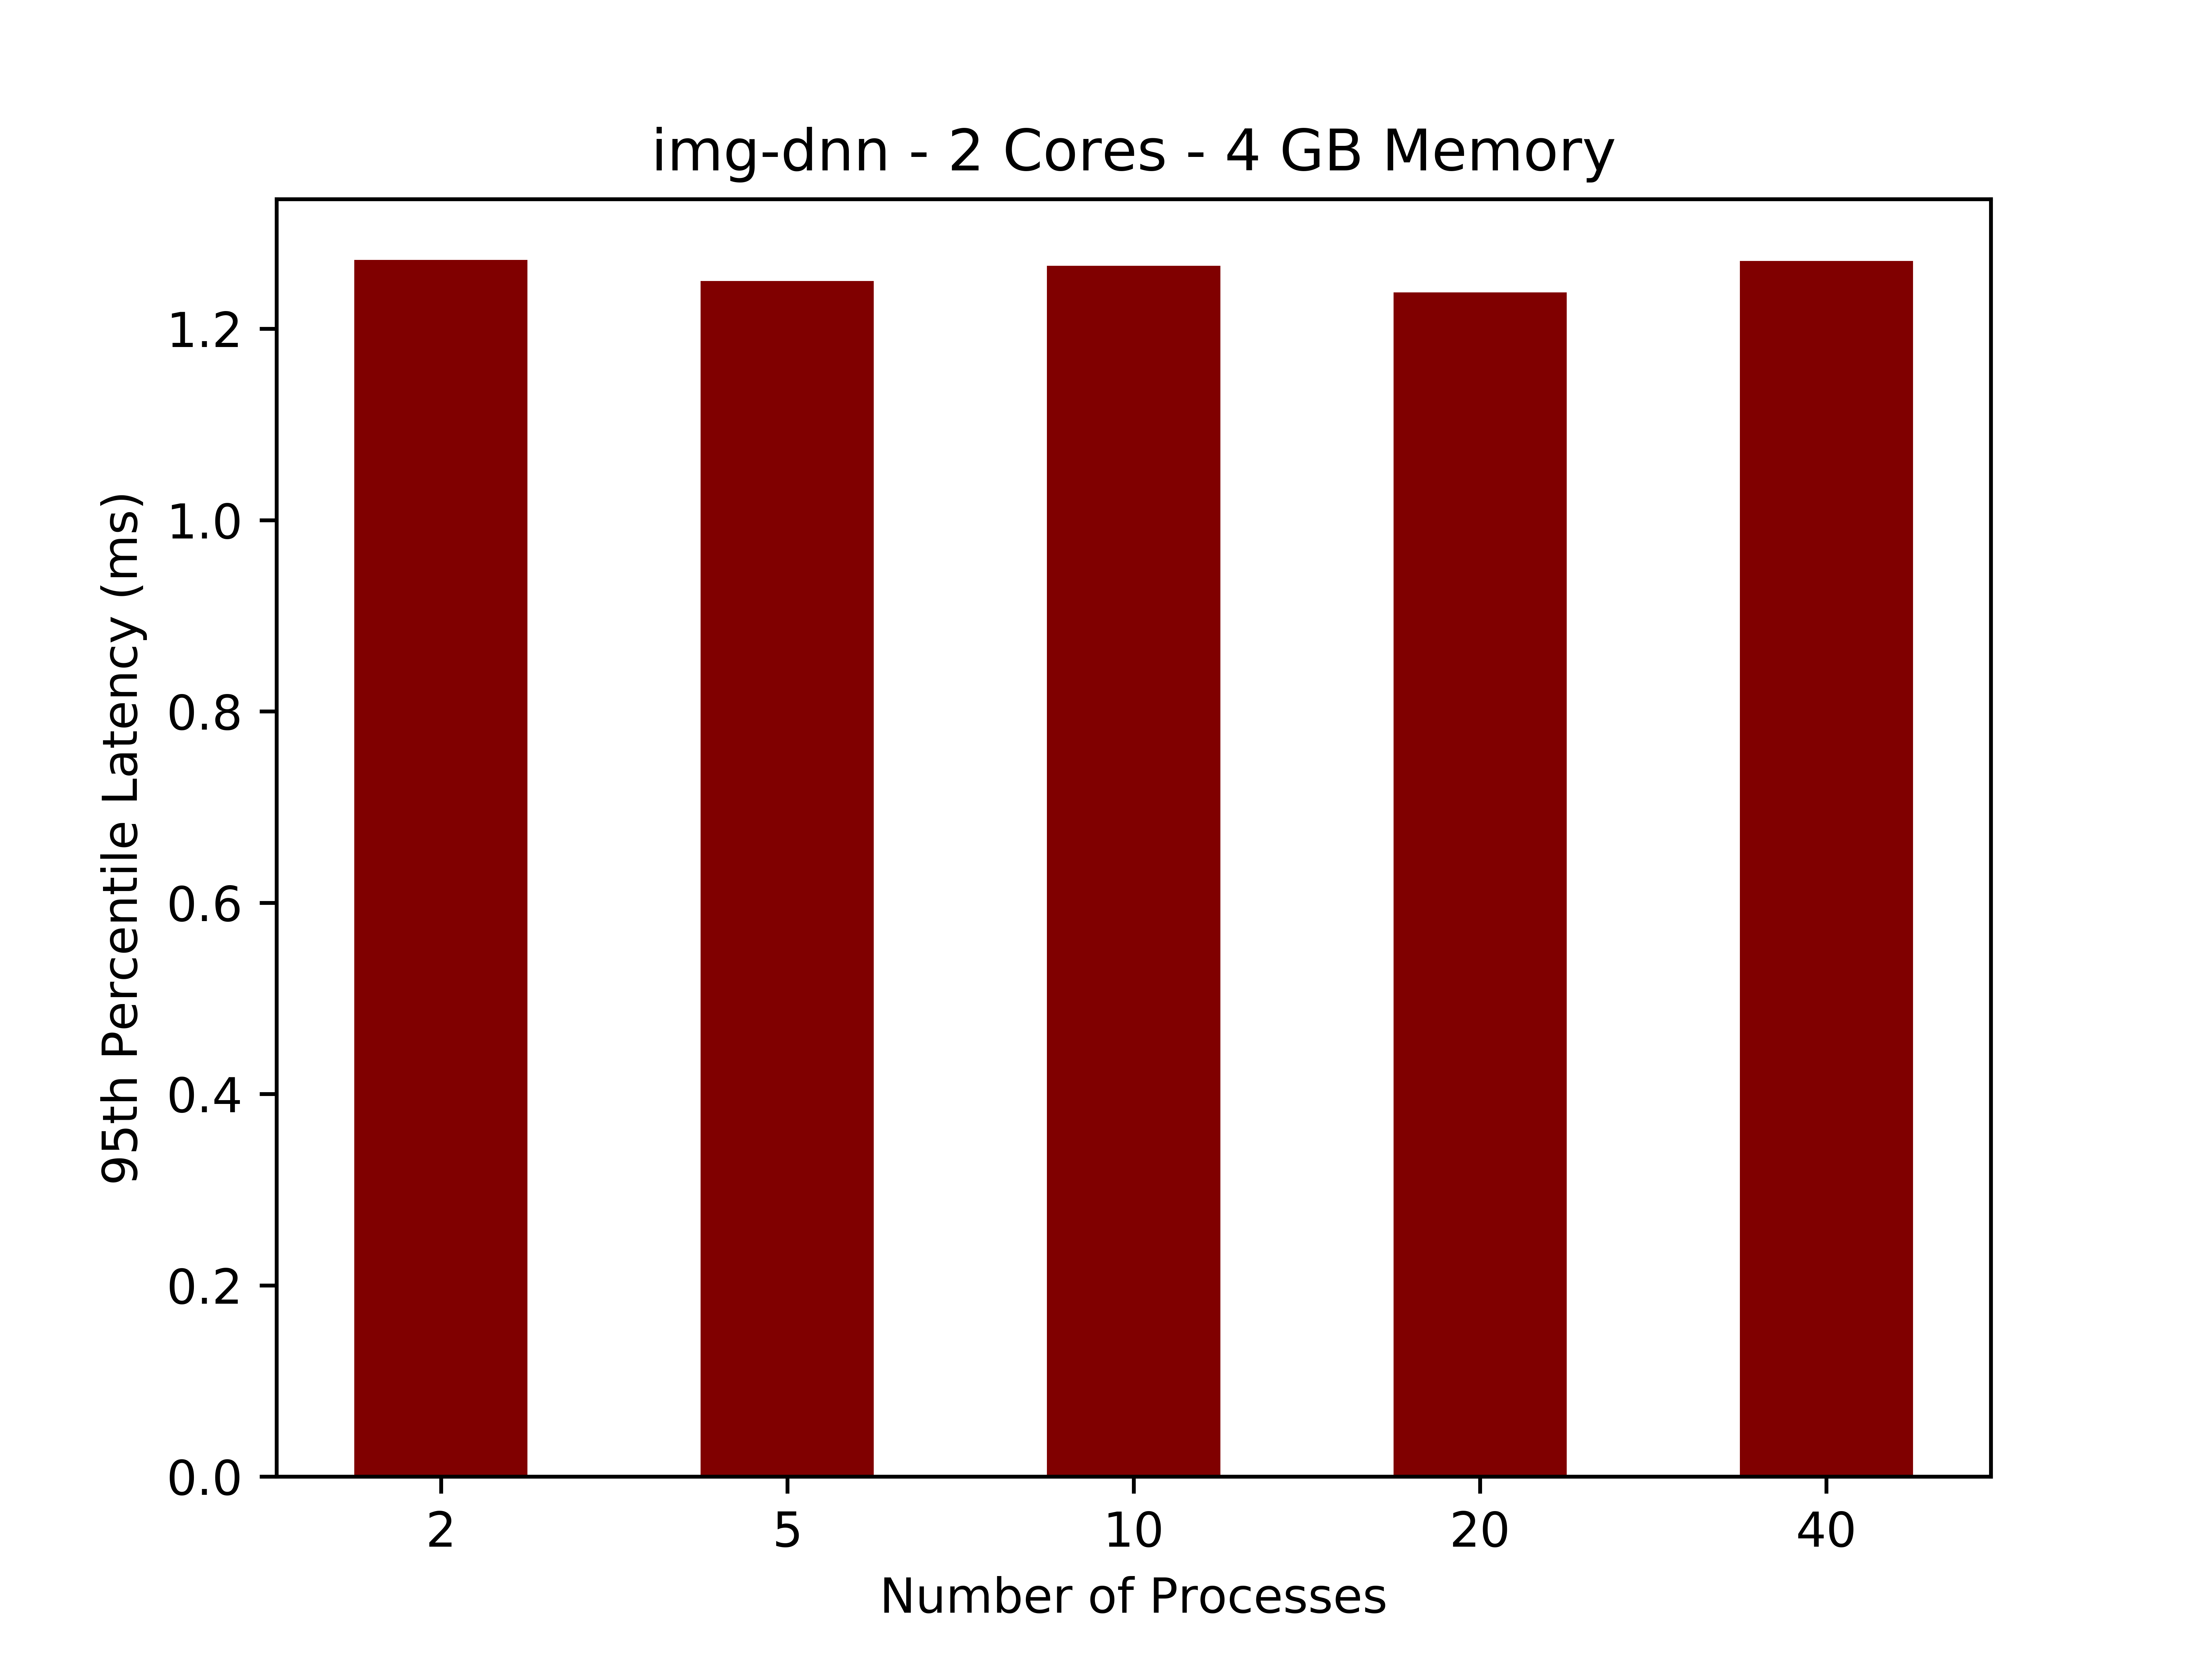 img-dnn - 2 Cores - 4 GB Memory
95th Percentile Latency (ms)
1.2
1.0
0.8
0.6
0.4
0.2
0.0
2 5 10 20 40
Number of Processes